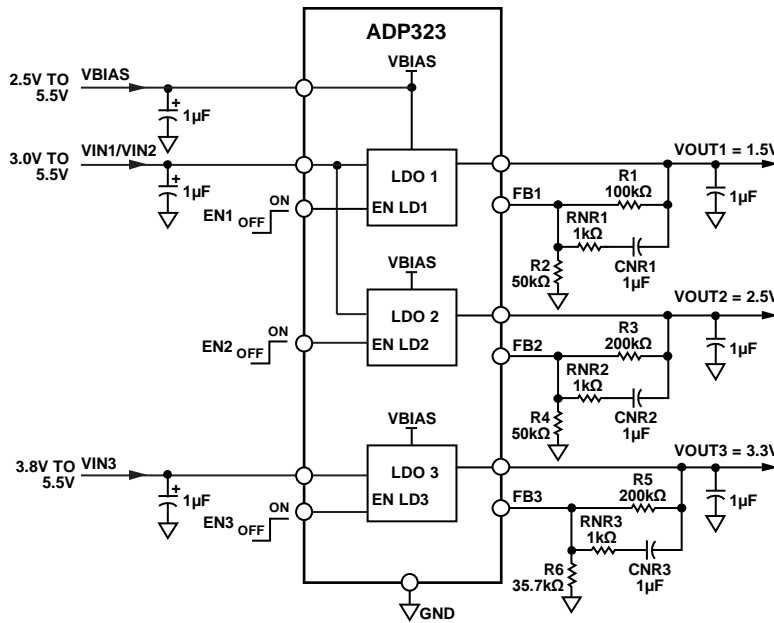 ADP323
VBIAS
2.5V TO
5.5V
VBIAS
+
1µF
3.0V TO
5.5V
VIN1/VIN2
+
1µF
LDO 1
EN LD1
EN1
OFF
ON
VOUT1 = 1.5V
FB1
R1
100kΩ
1µF
RNR1
1kΩ
CNR1
1µF
R2
50kΩ
VBIAS
LDO 2
EN LD2
EN2
OFF
ON
VOUT2 = 2.5V
FB2
R3
200kΩ
1µF
RNR2
1kΩ
CNR2
1µF
R4
50kΩ
VBIAS
3.8V TO
5.5V
VIN3
+
1µF
LDO 3
EN LD3
EN3
OFF
ON
VOUT3 = 3.3V
FB3
R5
200kΩ
1µF
RNR3
1kΩ
CNR3
1µF
R6
35.7kΩ
GND